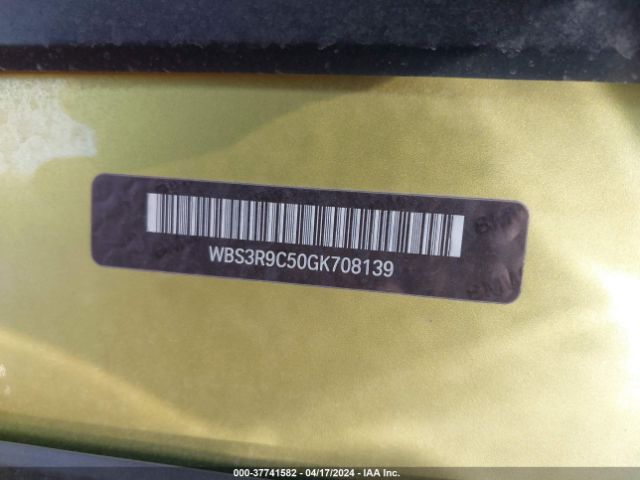 WBS3R9C50GK708139
000-37741582 - 04/17/2024 - IAA Inc.